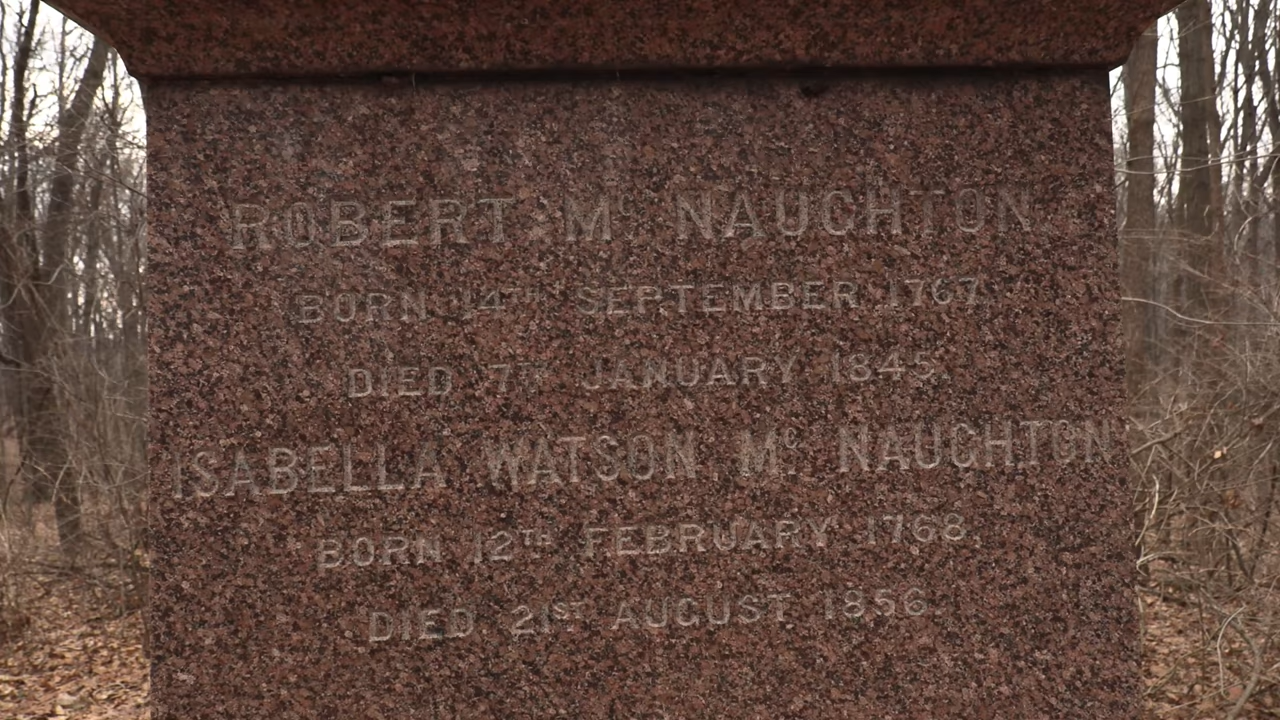 ROBERT Mc NAUGHTON
BORN 14TH SEPTEMBER 1767.
DIED 7TH JANUARY 1845.
ISABELLA WATSON Mc NAUGHTON
BORN 12TH FEBRUARY 1768.
DIED 21ST AUGUST 1856.